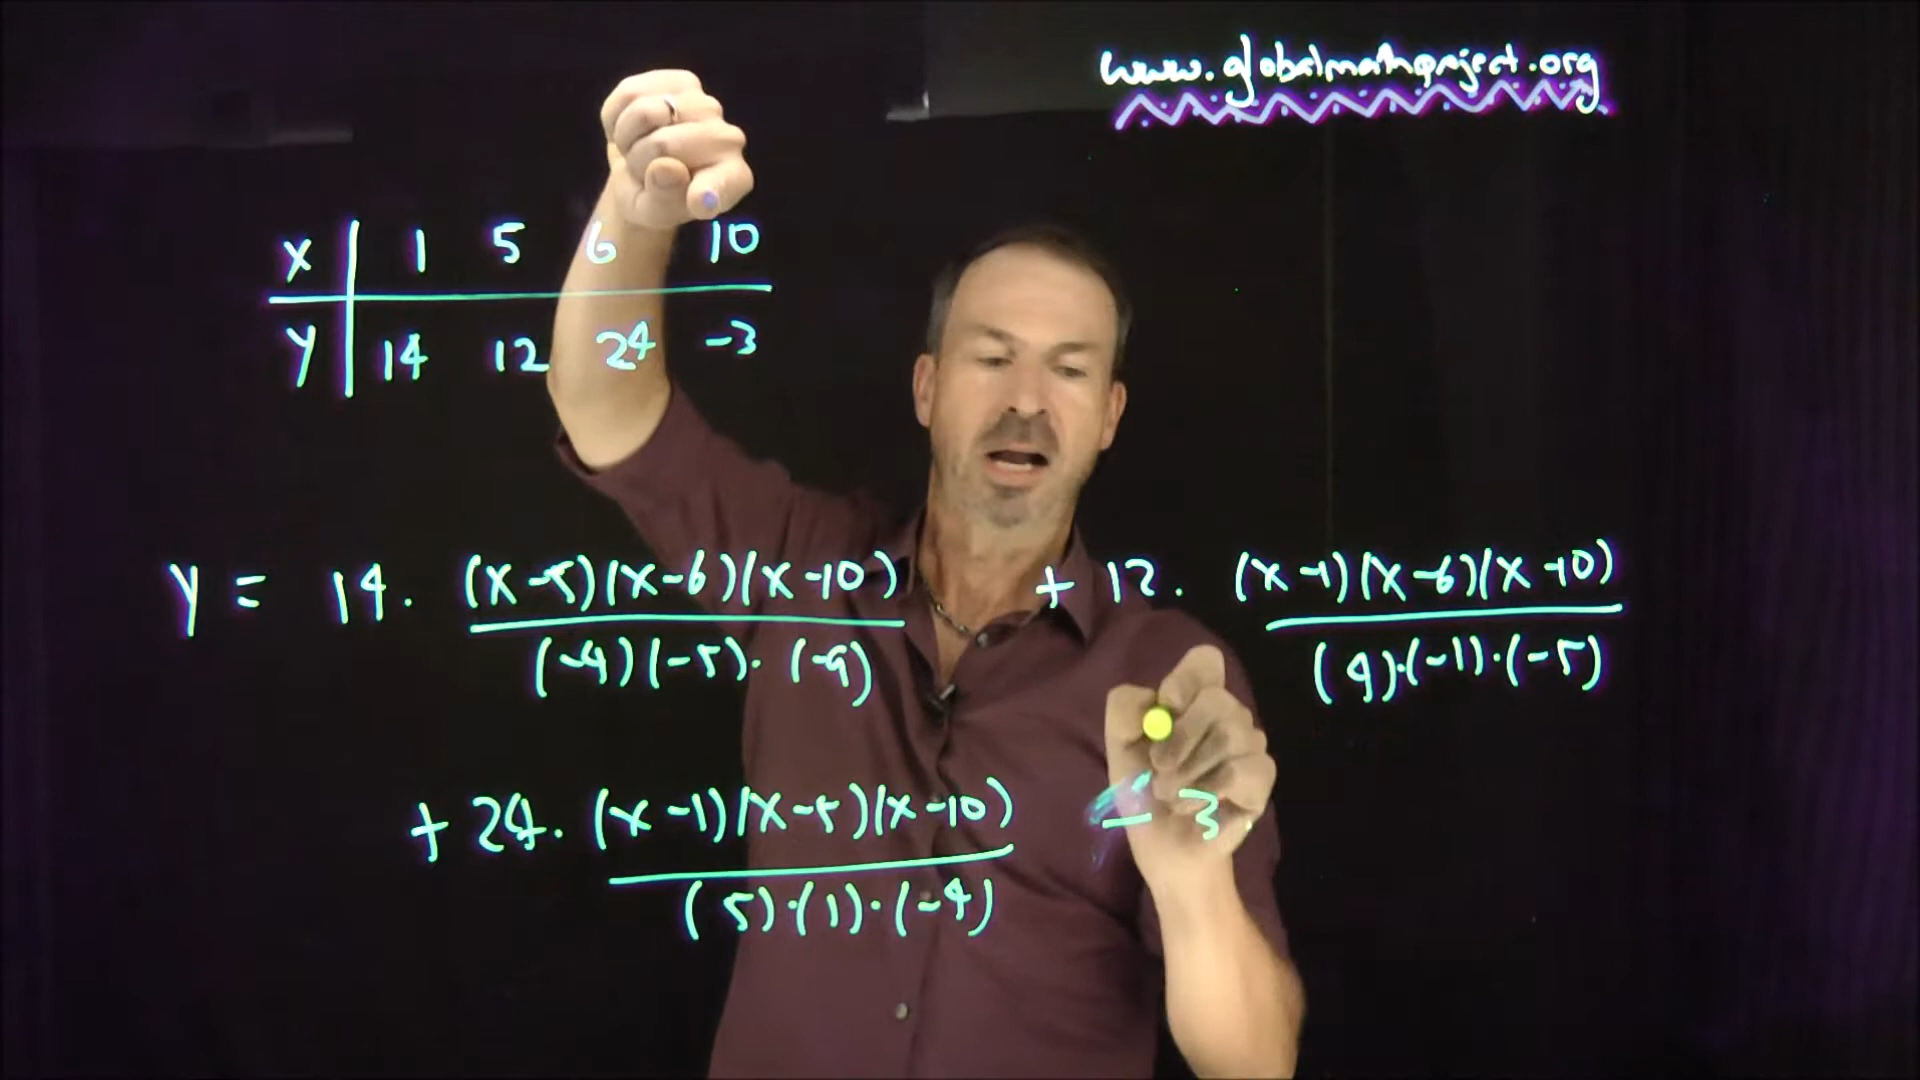 www.globalmathproject.org
x | 1 5 6 10
y | 14 12 24 -3
y = 14 · (x-5)(x-6)(x-10) / (-4)(-5)·(-9) + 12 · (x-1)(x-6)(x-10) / (4)·(-1)·(-5)
+ 24 · (x-1)(x-5)(x-10) / (5)·(1)·(-4) - 3